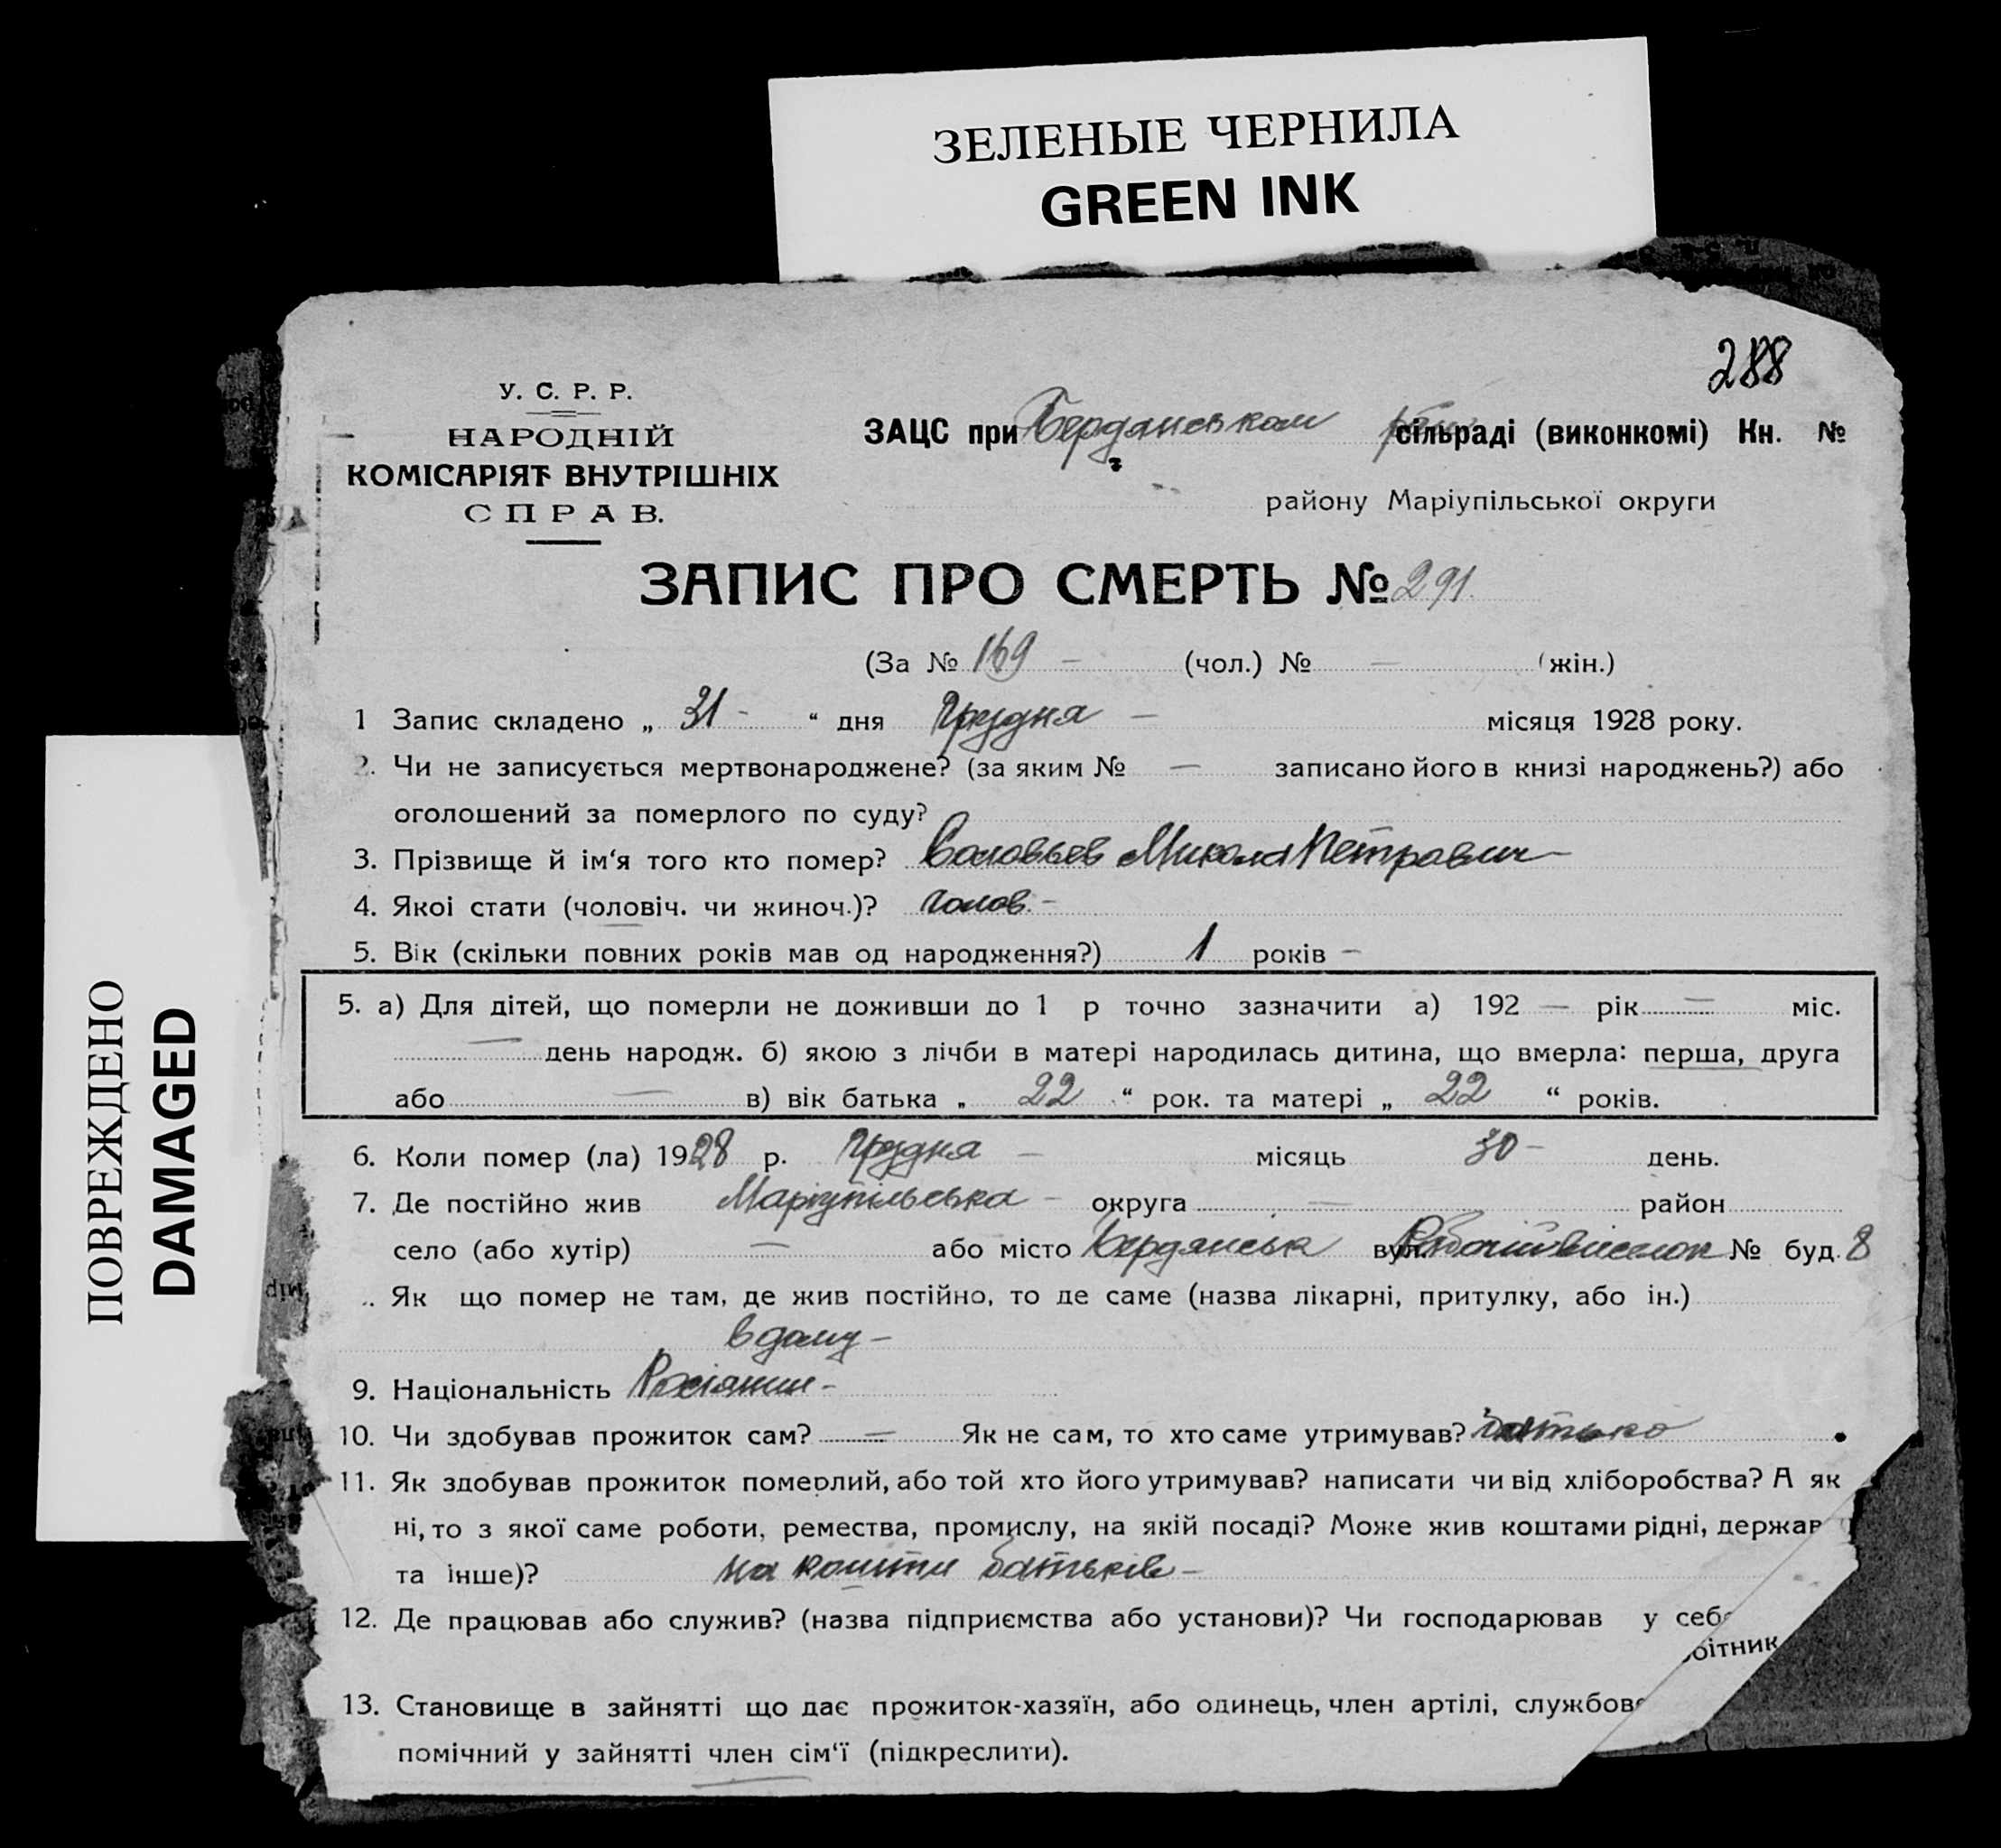 ЗЕЛЕНЫЕ ЧЕРНИЛА
GREEN INK
ПОВРЕЖДЕНО
DAMAGED
288
У. С. Р. Р.
НАРОДНІЙ
КОМІСАРІЯТ ВНУТРІШНІХ
СПРАВ.
ЗАЦС при Бердянськом сільраді (виконкомі) Кн. №
району Маріупільської округи
ЗАПИС ПРО СМЕРТЬ № 291.
(За № 169 – (чол.) № — (жін.)
1 Запис складено „ 31 - “ дня Грудня — місяця 1928 року.
2. Чи не записується мертвонароджене? (за яким № — записано його в книзі народжень?) або
оголошений за померлого по суду?
3. Прізвище й ім‘я того кто помер? Соловьев Микола Петрович –
4. Якоі стати (чоловіч. чи жиноч.)? чолов. –
5. Вік (скільки повних років мав од народження?) 1 років –
5. а) Для дітей, що померли не доживши до 1 р точно зазначити а) 192 — рік — міс.
— день народж. б) якою з лічби в матері народилась дитина, що вмерла: перша, друга
або — в) вік батька „ 22 “ рок. та матері „ 22 “ років.
6. Коли помер (ла) 1928 р. Грудня — місяць 30 – день.
7. Де постійно жив Маріупільська – округа — район
село (або хутір) — або місто Бердянськ вул. Рабочий виселок № буд. 8
.. Як що помер не там, де жив постійно, то де саме (назва лікарні, притулку, або ін.)
вдому –
9. Національність Росіянин –
10. Чи здобував прожиток сам? — Як не сам, то хто саме утримував? батько
11. Як здобував прожиток померлий, або той хто його утримував? написати чи від хліборобства? А як
ні, то з якої саме роботи, ремества, промислу, на якій посаді? Може жив коштами рідні, держав
та інше)? на кошти батьків –
12. Де працював або служив? (назва підприємства або установи)? Чи господарював у себе
обітник
13. Становище в зайнятті що дає прожиток-хазяїн, або одинець, член артілі, службове
помічний у зайнятті член сім‘ї (підкреслити).